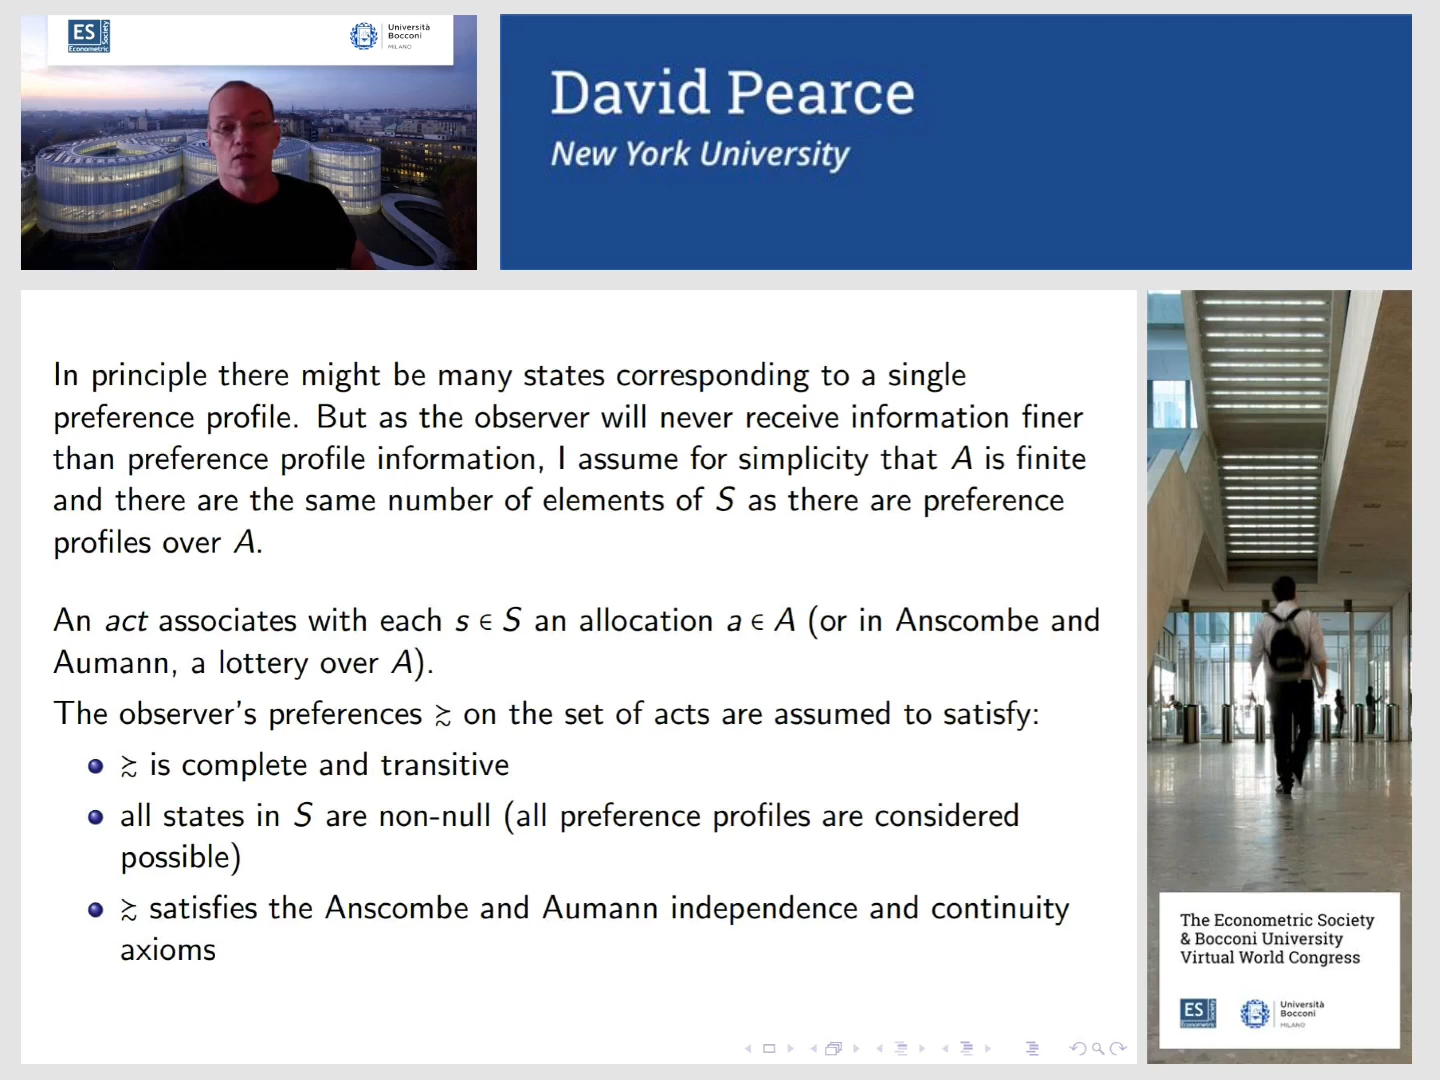 ES
Econometric
Society
Università
Bocconi
MILANO
David Pearce
New York University
In principle there might be many states corresponding to a single
preference profile. But as the observer will never receive information finer
than preference profile information, I assume for simplicity that A is finite
and there are the same number of elements of S as there are preference
profiles over A.
An act associates with each s ∈ S an allocation a ∈ A (or in Anscombe and
Aumann, a lottery over A).
The observer's preferences ≿ on the set of acts are assumed to satisfy:
≿ is complete and transitive
all states in S are non-null (all preference profiles are considered
possible)
≿ satisfies the Anscombe and Aumann independence and continuity
axioms
The Econometric Society
& Bocconi University
Virtual World Congress
ES
Econometric
Society
Università
Bocconi
MILANO